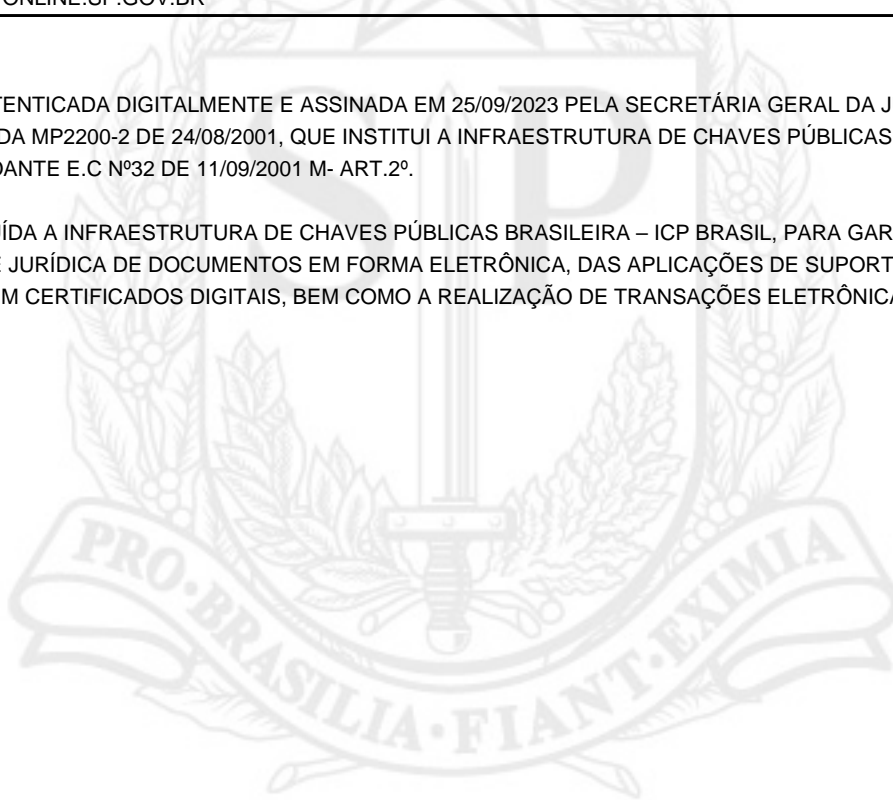 TENTICADA DIGITALMENTE E ASSINADA EM 25/09/2023 PELA SECRETÁRIA GERAL DA J
DA MP2200-2 DE 24/08/2001, QUE INSTITUI A INFRAESTRUTURA DE CHAVES PÚBLICAS
DANTE E.C Nº32 DE 11/09/2001 M- ART.2º.
ÍDA A INFRAESTRUTURA DE CHAVES PÚBLICAS BRASILEIRA – ICP BRASIL, PARA GAR
E JURÍDICA DE DOCUMENTOS EM FORMA ELETRÔNICA, DAS APLICAÇÕES DE SUPORT
M CERTIFICADOS DIGITAIS, BEM COMO A REALIZAÇÃO DE TRANSAÇÕES ELETRÔNICA
SP
PRO·BRASILIA·FIANT·EXIMIA